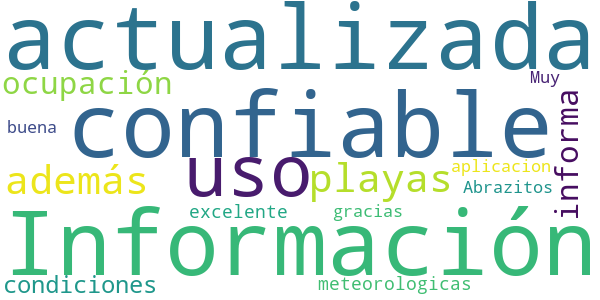 actualizada
ocupación
Muy
confiable
informa
buena
uso
además
playas
aplicacion
Abrazitos
excelente
gracias
Información
condiciones
meteorologicas